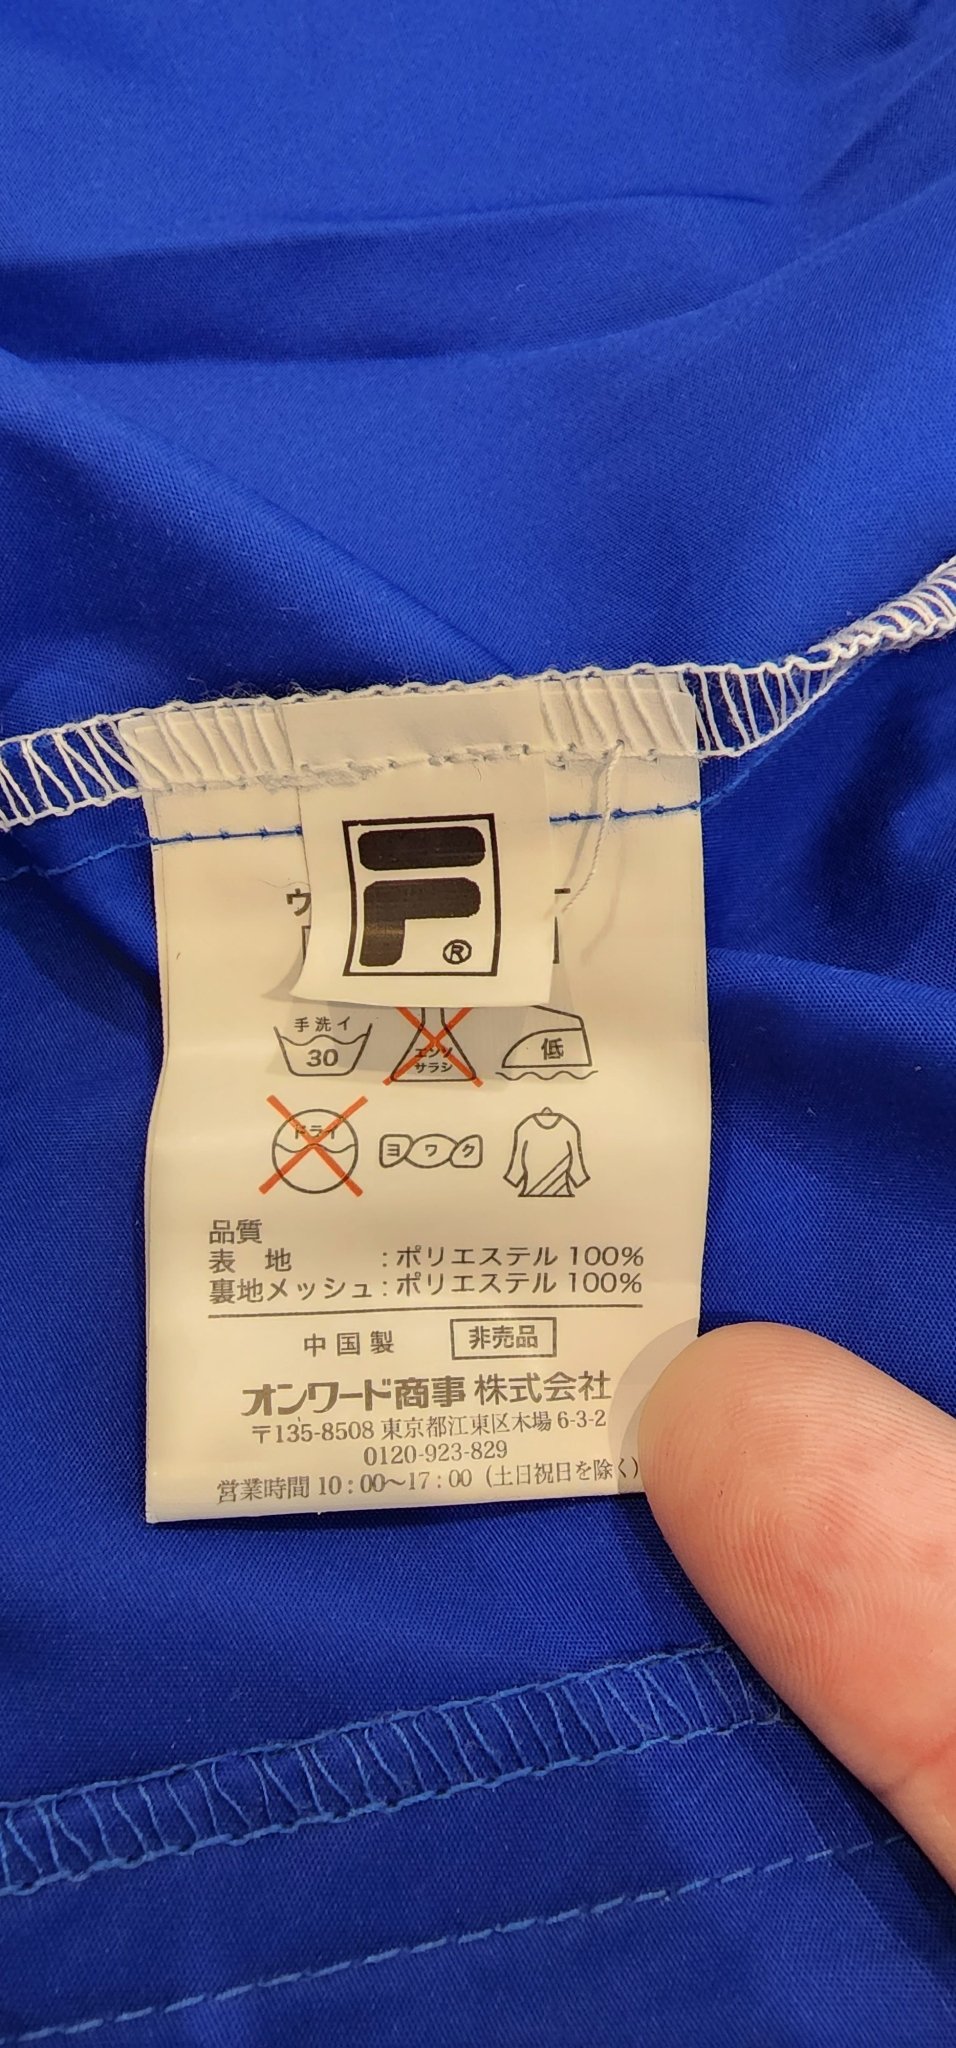 F
®
手洗イ
30
エンソ
サラシ
低
ドライ
ヨワク
品質
表 地 :ポリエステル 100%
裏地メッシュ:ポリエステル 100%
中国製 非売品
オンワード商事 株式会社
〒135-8508 東京都江東区木場 6-3-2
0120-923-829
営業時間 10:00〜17:00(土日祝日を除く)